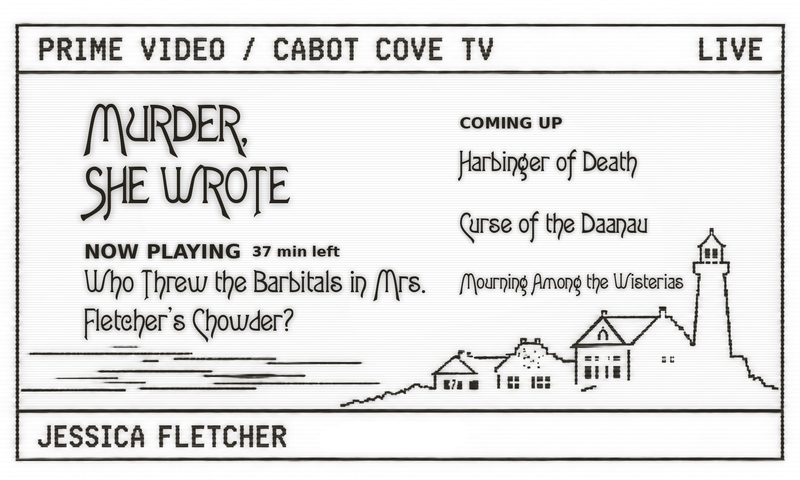 PRIME VIDEO / CABOT COVE TV
LIVE
MURDER,
SHE WROTE
NOW PLAYING 37 min left
Who Threw the Barbitals in Mrs.
Fletcher's Chowder?
COMING UP
Harbinger of Death
Curse of the Daanau
Mourning Among the Wisterias
JESSICA FLETCHER